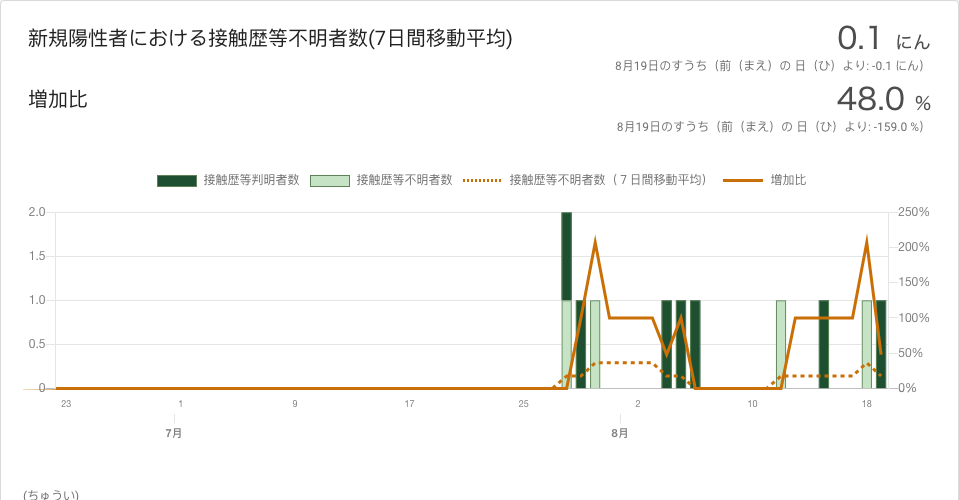 新規陽性者における接触歴等不明者数(7日間移動平均)
0.1 にん
8月19日のすうち（前（まえ）の 日（ひ）より: -0.1 にん）
増加比
48.0 %
8月19日のすうち（前（まえ）の 日（ひ）より: -159.0 %）
接触歴等判明者数 接触歴等不明者数 接触歴等不明者数（７日間移動平均） 増加比
2.0 250%
200%
1.5
150%
1.0
100%
0.5
50%
0 0%
23 1 9 17 25 2 10 18
7月 8月
(ちゅうい)